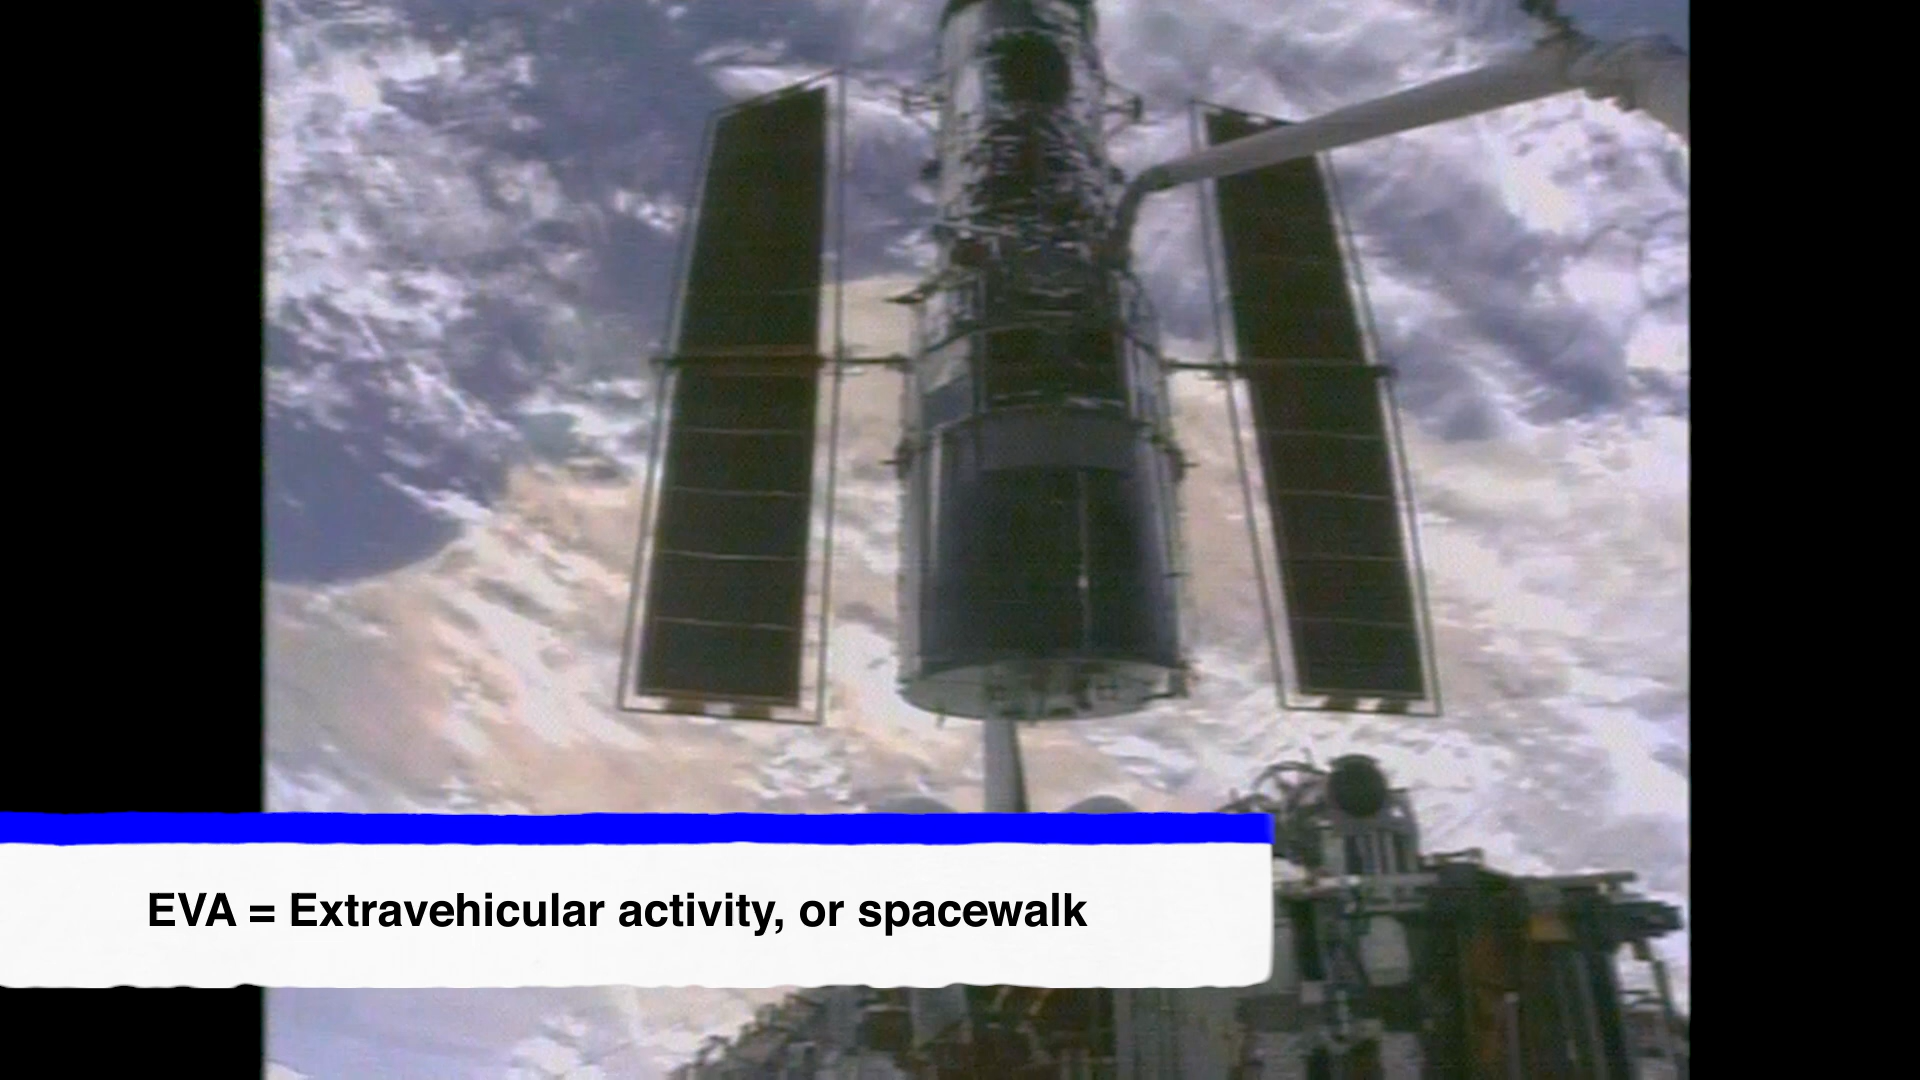 EVA = Extravehicular activity, or spacewalk